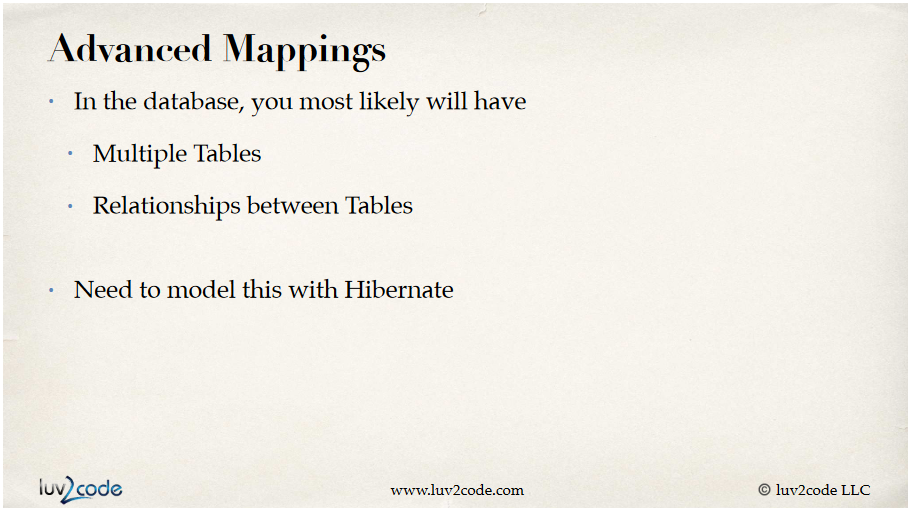 Advanced Mappings
• In the database, you most likely will have
• Multiple Tables
• Relationships between Tables
• Need to model this with Hibernate
luv2code
www.luv2code.com
© luv2code LLC